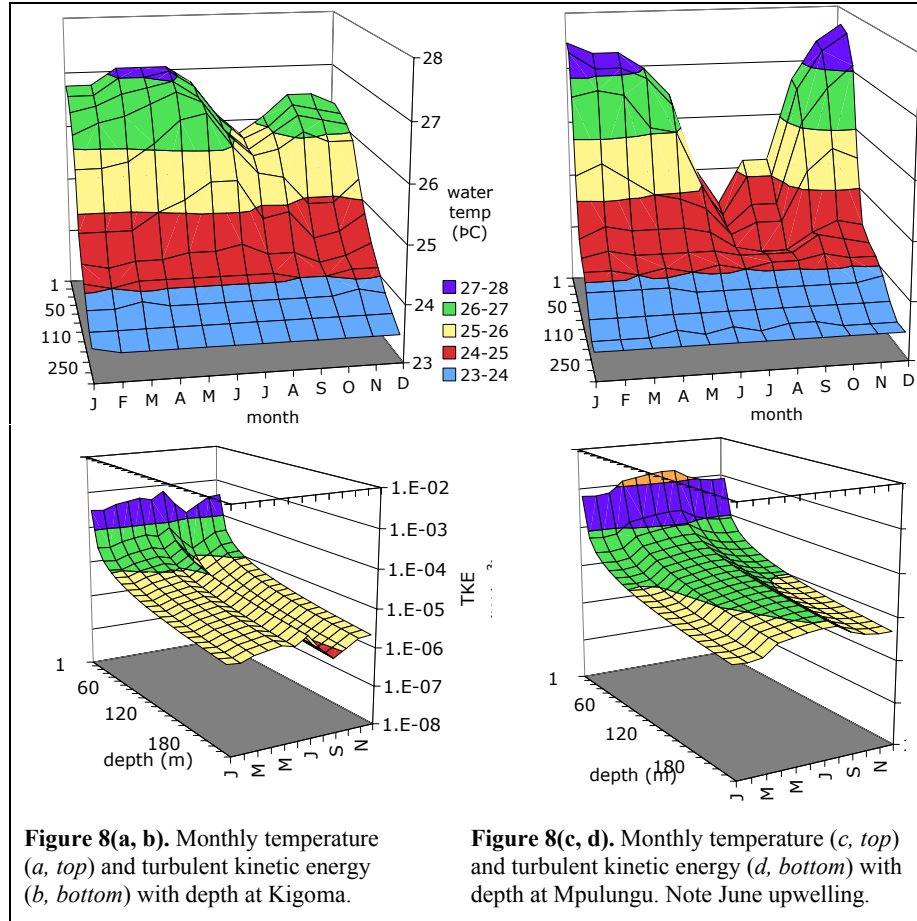 28
27
26
25
24
23
water
temp
(ÞC)
27-28
26-27
25-26
24-25
23-24
1
50
110
250
J F M A M J J A S O N D
month
1
50
110
250
J F M A M J J A S O N D
month
1.E-02
1.E-03
1.E-04
1.E-05
1.E-06
1.E-07
1.E-08
TKE
1
60
120
180
depth (m)
J M M J S N
1
60
120
180
depth (m)
J M M J S N
Figure 8(a, b). Monthly temperature
(a, top) and turbulent kinetic energy
(b, bottom) with depth at Kigoma.
Figure 8(c, d). Monthly temperature (c, top)
and turbulent kinetic energy (d, bottom) with
depth at Mpulungu. Note June upwelling.